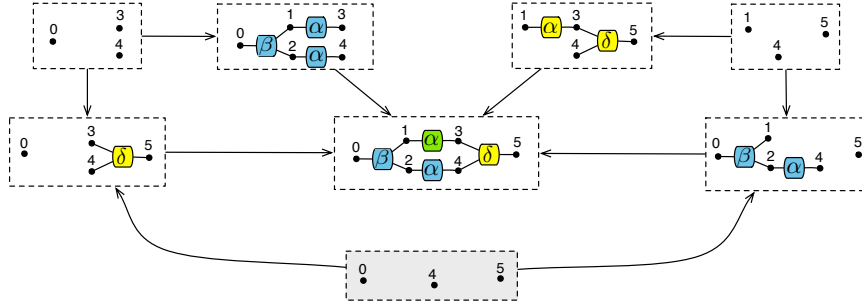 0 3 4
0 β 1 α 3 2 α 4
1 α 3 4 δ 5
1 4 5
0 3 4 δ 5
0 β 1 α 3 2 α 4 δ 5
0 β 1 2 α 4 5
0 4 5